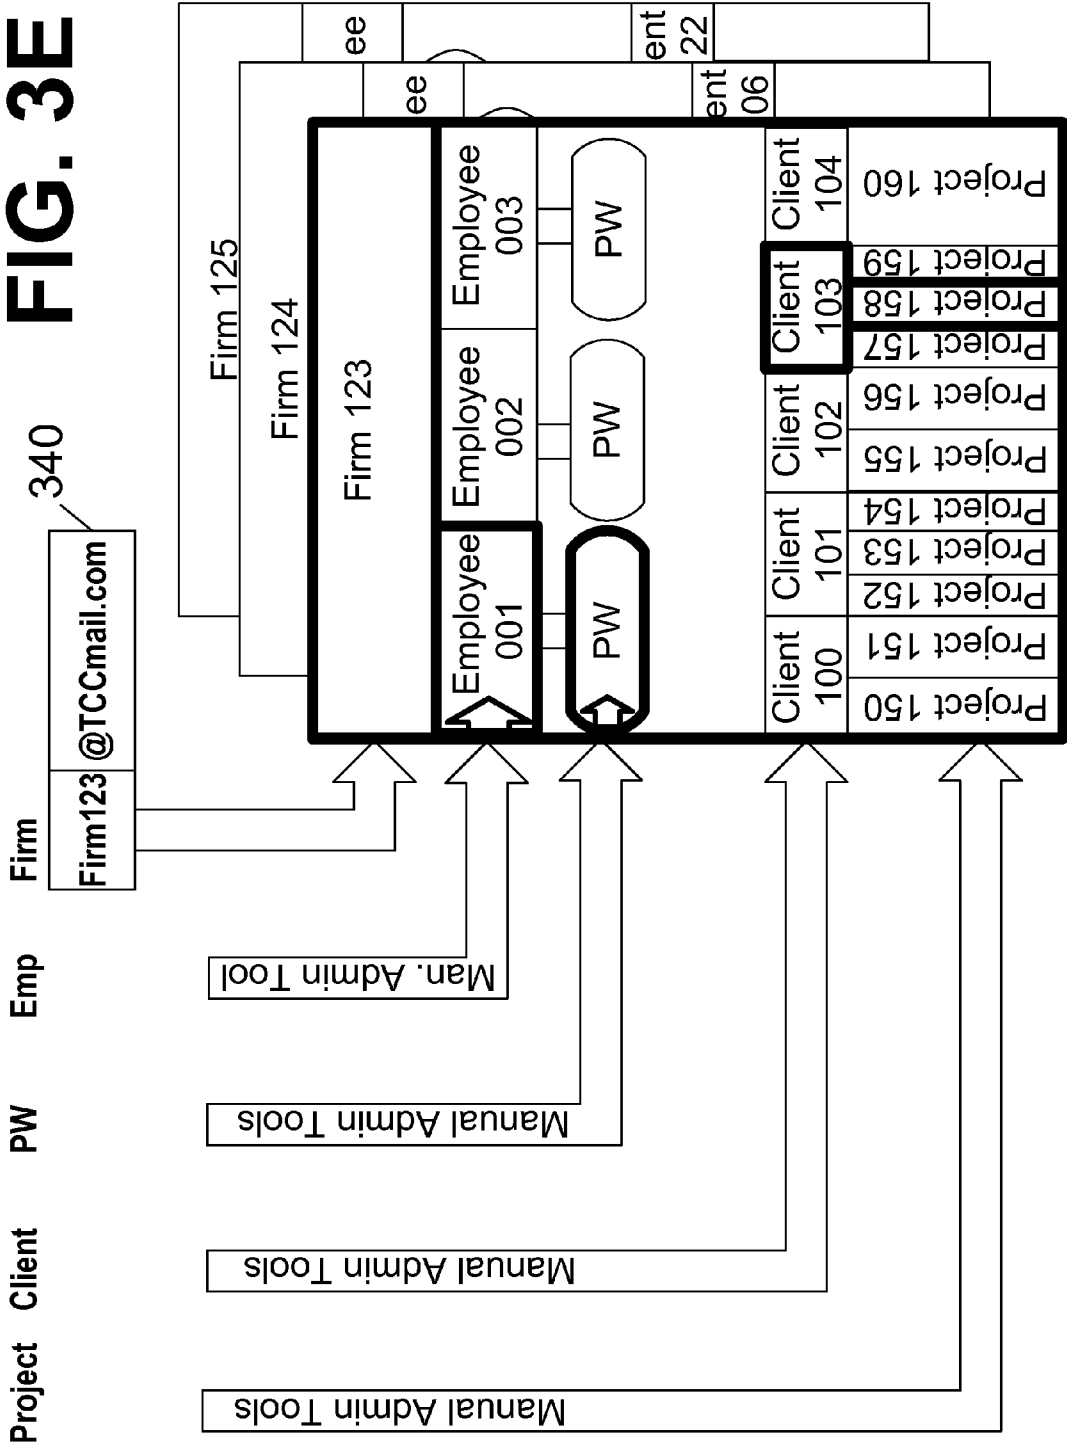 FIG. 3E
Project
Client
PW
Emp
Firm
Firm123
@TCCmail.com
340
Man. Admin Tool
Manual Admin Tools
Manual Admin Tools
Manual Admin Tools
Firm 125
ee
ent
22
Firm 124
ee
ent
06
Firm 123
Employee
001
Employee
002
Employee
003
PW
PW
PW
Client
100
Client
101
Client
102
Client
103
Client
104
Project 150
Project 151
Project 152
Project 153
Project 154
Project 155
Project 156
Project 157
Project 158
Project 159
Project 160